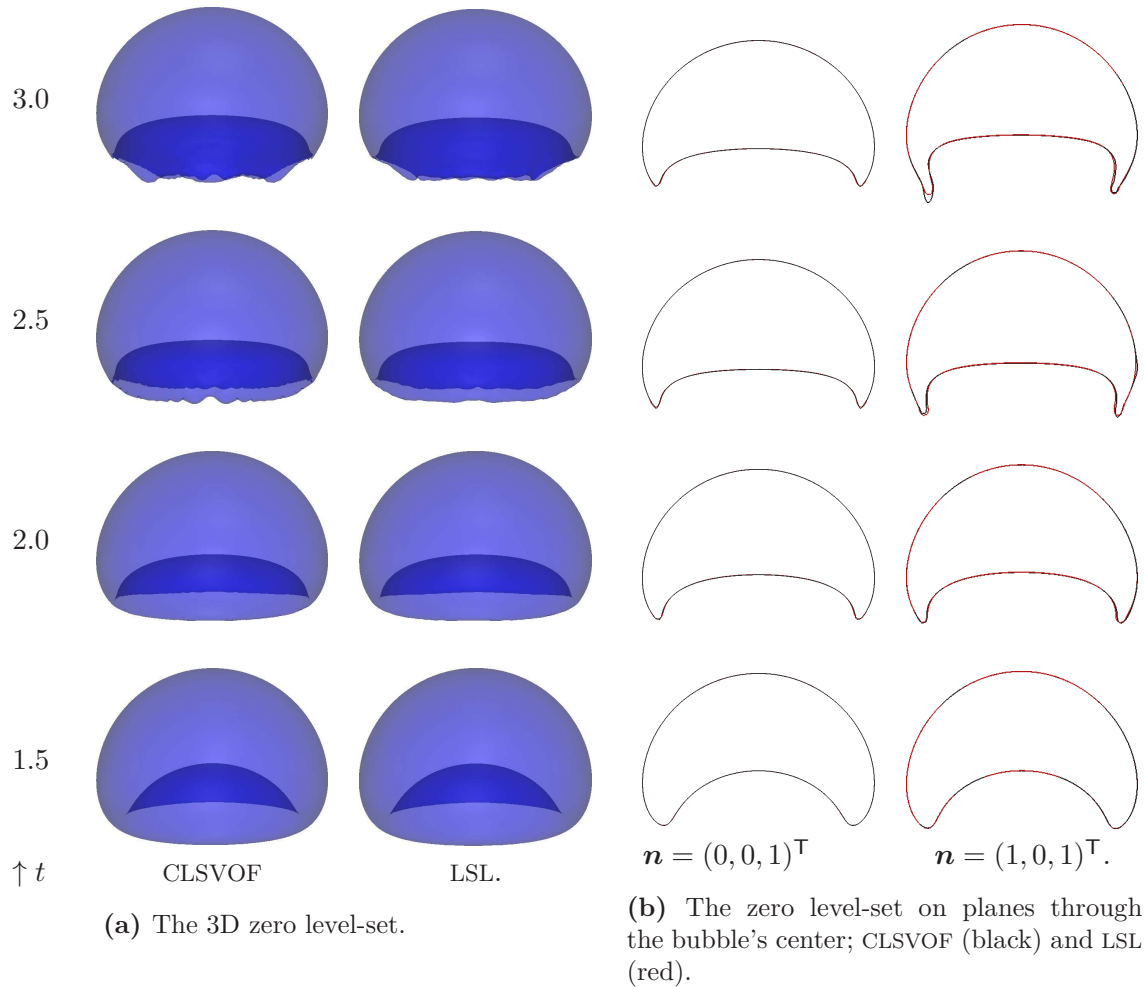 3.0
2.5
2.0
1.5
↑ t
CLSVOF
LSL.
n = (0, 0, 1)ᵀ
n = (1, 0, 1)ᵀ.
(a) The 3D zero level-set.
(b) The zero level-set on planes through
the bubble's center; CLSVOF (black) and LSL
(red).